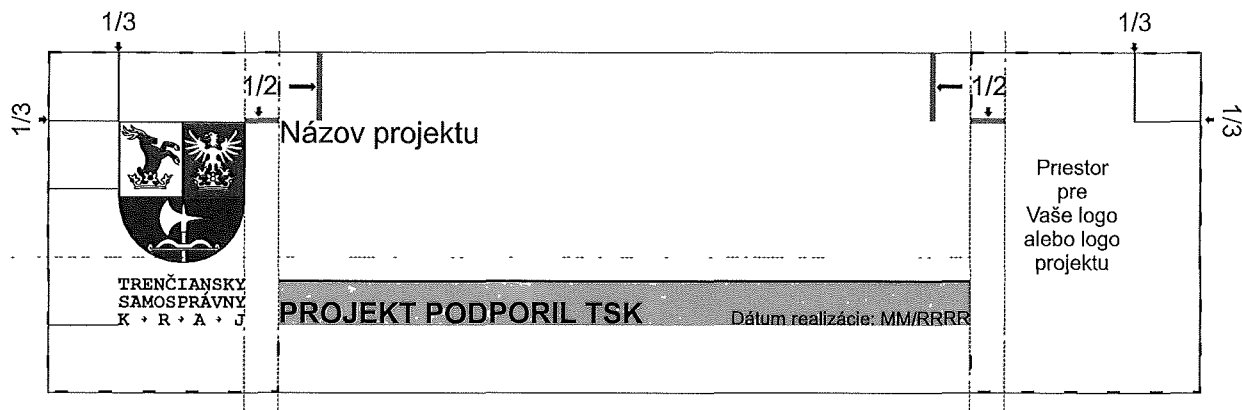 1/3
1/3
1/2
1/2
1/3
1/3
Názov projektu
Priestor
pre
Vaše logo
alebo logo
projektu
TRENČIANSKY
SAMOSPRÁVNY
K + R + A + J
PROJEKT PODPORIL TSK
Dátum realizácie: MM/RRRR